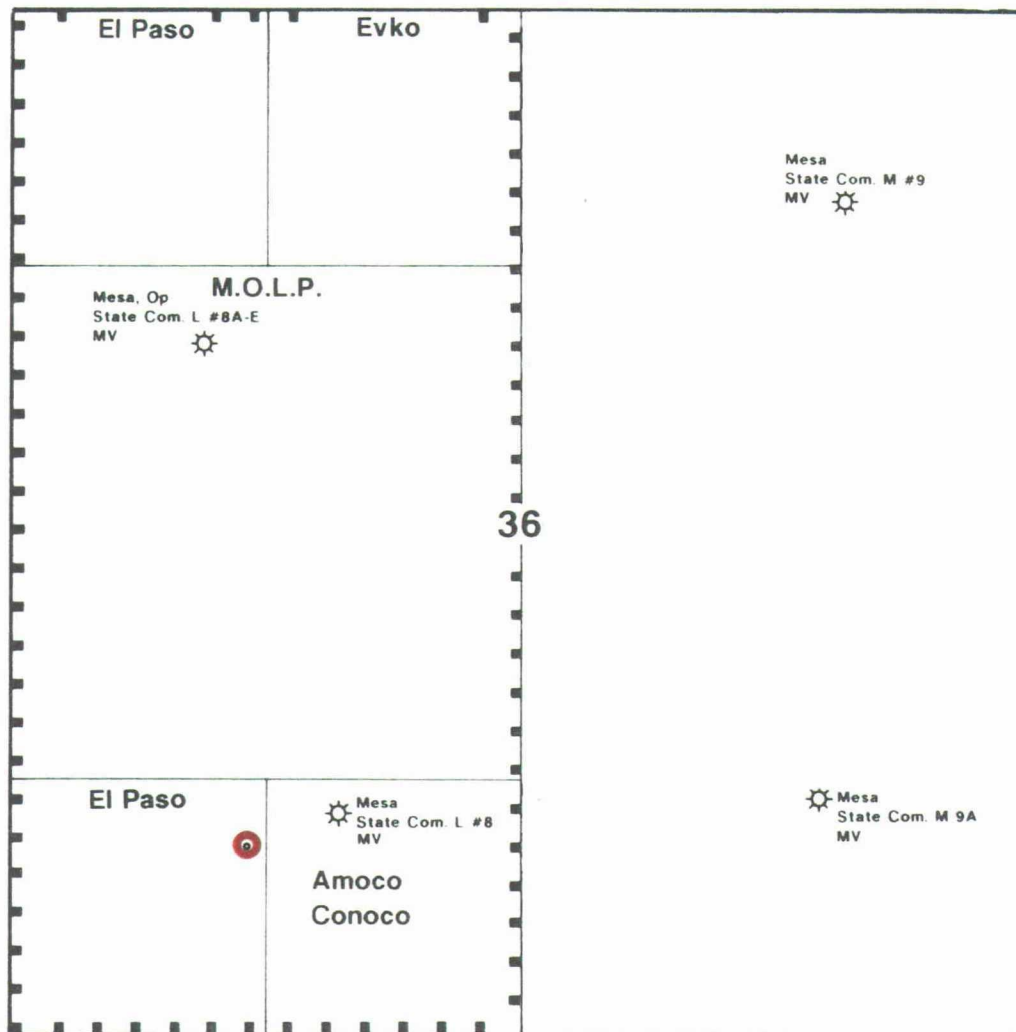 El Paso
Evko
Mesa
State Com. M #9
MV
M.O.L.P.
Mesa, Op
State Com. L #8A-E
MV
36
El Paso
Mesa
State Com. L #8
MV
Mesa
State Com. M 9A
MV
Amoco
Conoco